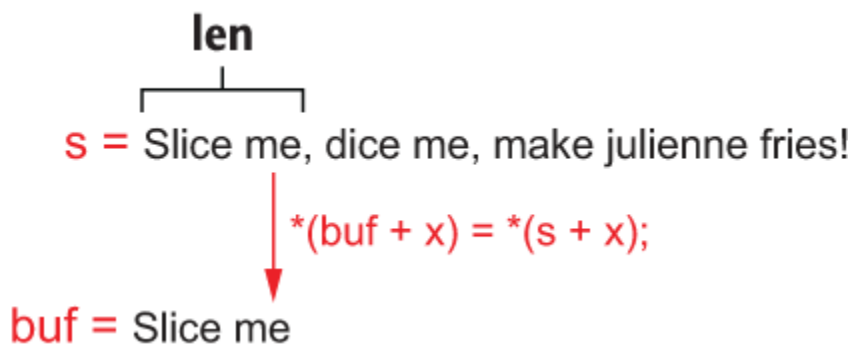 len
s = Slice me, dice me, make julienne fries!
*(buf + x) = *(s + x);
buf = Slice me